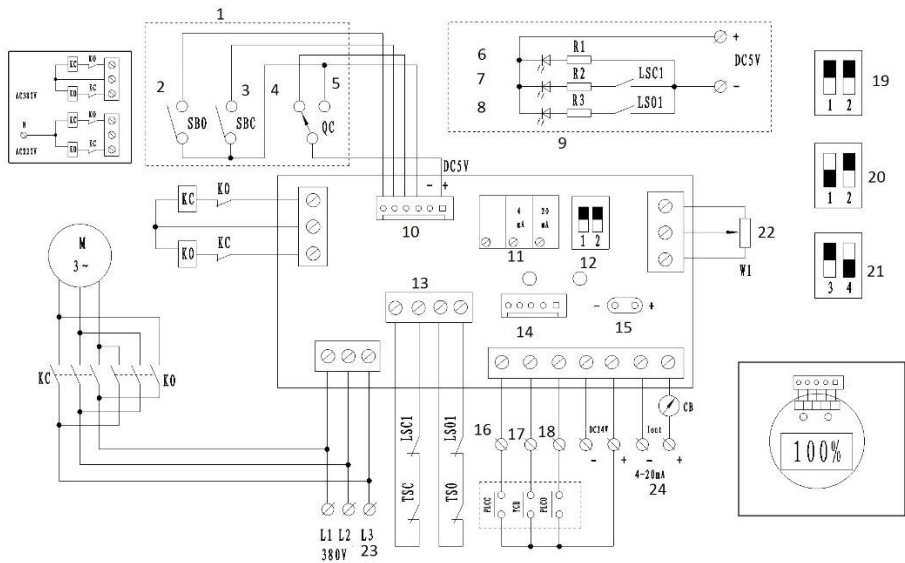 1
KC KO
AC380V
KO KC
N
KC KO
AC220V
KO KC
2 3 4 5
SBO SBC QC
DC5V
- +
6 R1 +
DC5V
7 R2 LSC1 -
8 R3 LSO1
9
1 2 19
1 2 20
3 4 21
KC KO
KO KC
10
4 mA 20 mA
11
1 2
12
22
W1
M
3~
13
14
- +
15
KC KO
LSC1 LSO1
TSC TSO
16 17 18
DC24V
- +
CB
Iout
- +
4-20mA
24
PLCC PLCO
L1 L2 L3
380V 23
100%